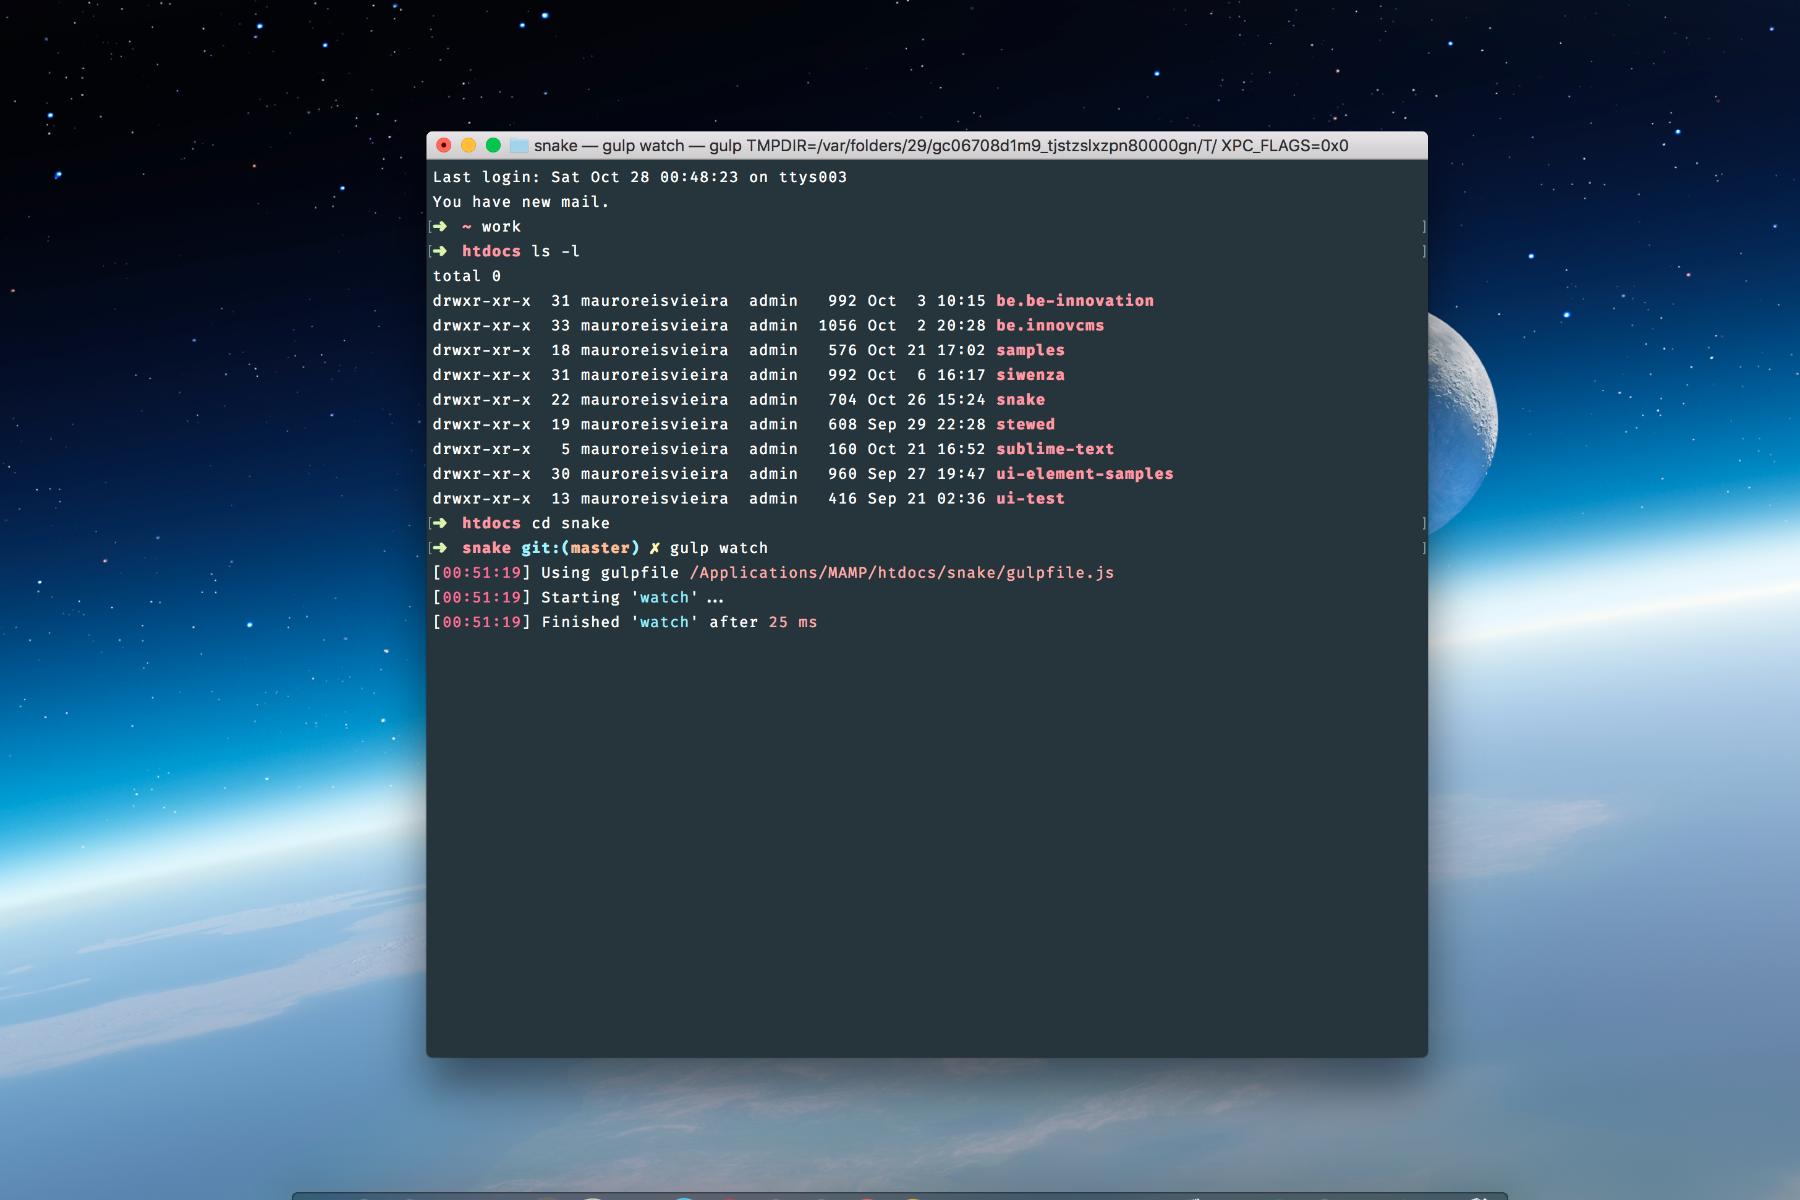 snake — gulp watch — gulp TMPDIR=/var/folders/29/gc06708d1m9_tjstzslxzpn80000gn/T/ XPC_FLAGS=0x0
Last login: Sat Oct 28 00:48:23 on ttys003
You have new mail.
[➜  ~ work ]
[➜  htdocs ls -l ]
total 0
drwxr-xr-x  31 mauroreisvieira  admin   992 Oct  3 10:15 be.be-innovation
drwxr-xr-x  33 mauroreisvieira  admin  1056 Oct  2 20:28 be.innovcms
drwxr-xr-x  18 mauroreisvieira  admin   576 Oct 21 17:02 samples
drwxr-xr-x  31 mauroreisvieira  admin   992 Oct  6 16:17 siwenza
drwxr-xr-x  22 mauroreisvieira  admin   704 Oct 26 15:24 snake
drwxr-xr-x  19 mauroreisvieira  admin   608 Sep 29 22:28 stewed
drwxr-xr-x   5 mauroreisvieira  admin   160 Oct 21 16:52 sublime-text
drwxr-xr-x  30 mauroreisvieira  admin   960 Sep 27 19:47 ui-element-samples
drwxr-xr-x  13 mauroreisvieira  admin   416 Sep 21 02:36 ui-test
[➜  htdocs cd snake ]
[➜  snake git:(master) ✗ gulp watch ]
[00:51:19] Using gulpfile /Applications/MAMP/htdocs/snake/gulpfile.js
[00:51:19] Starting 'watch'...
[00:51:19] Finished 'watch' after 25 ms